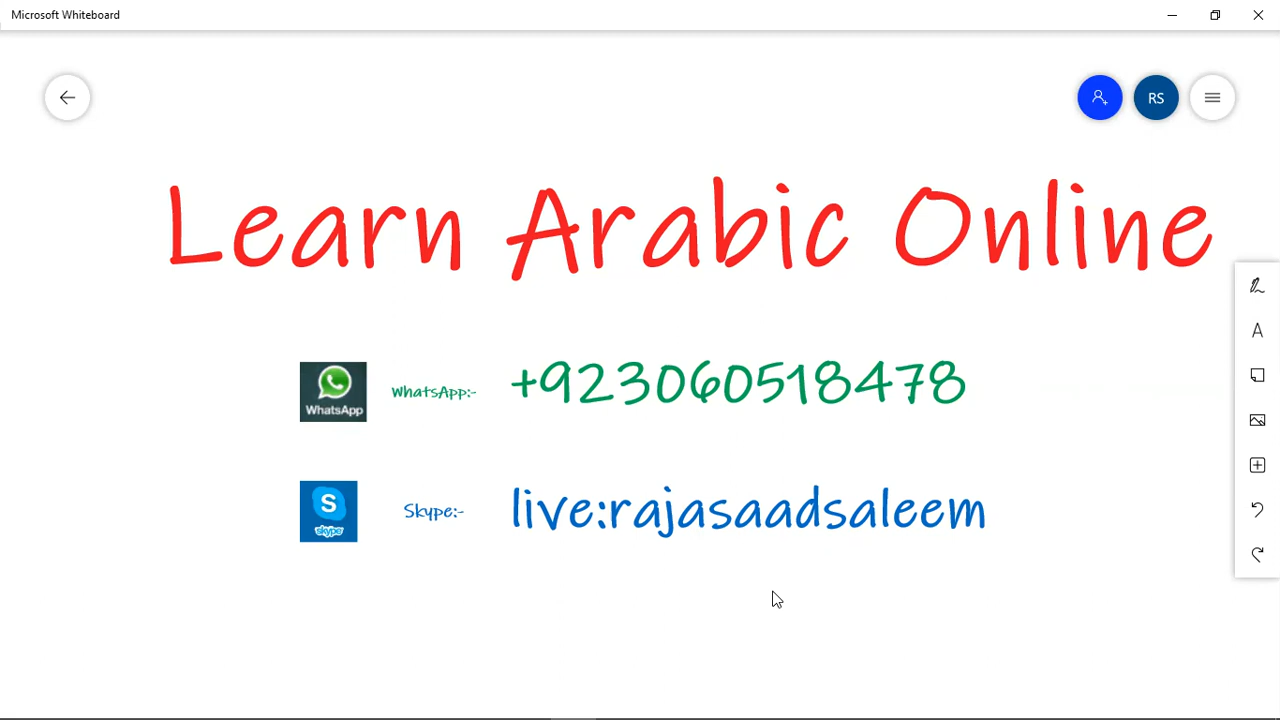 Microsoft Whiteboard
RS
Learn Arabic Online
WhatsApp
WhatsApp:- +923060518478
S
skype
Skype:- live:rajasaadsaleem